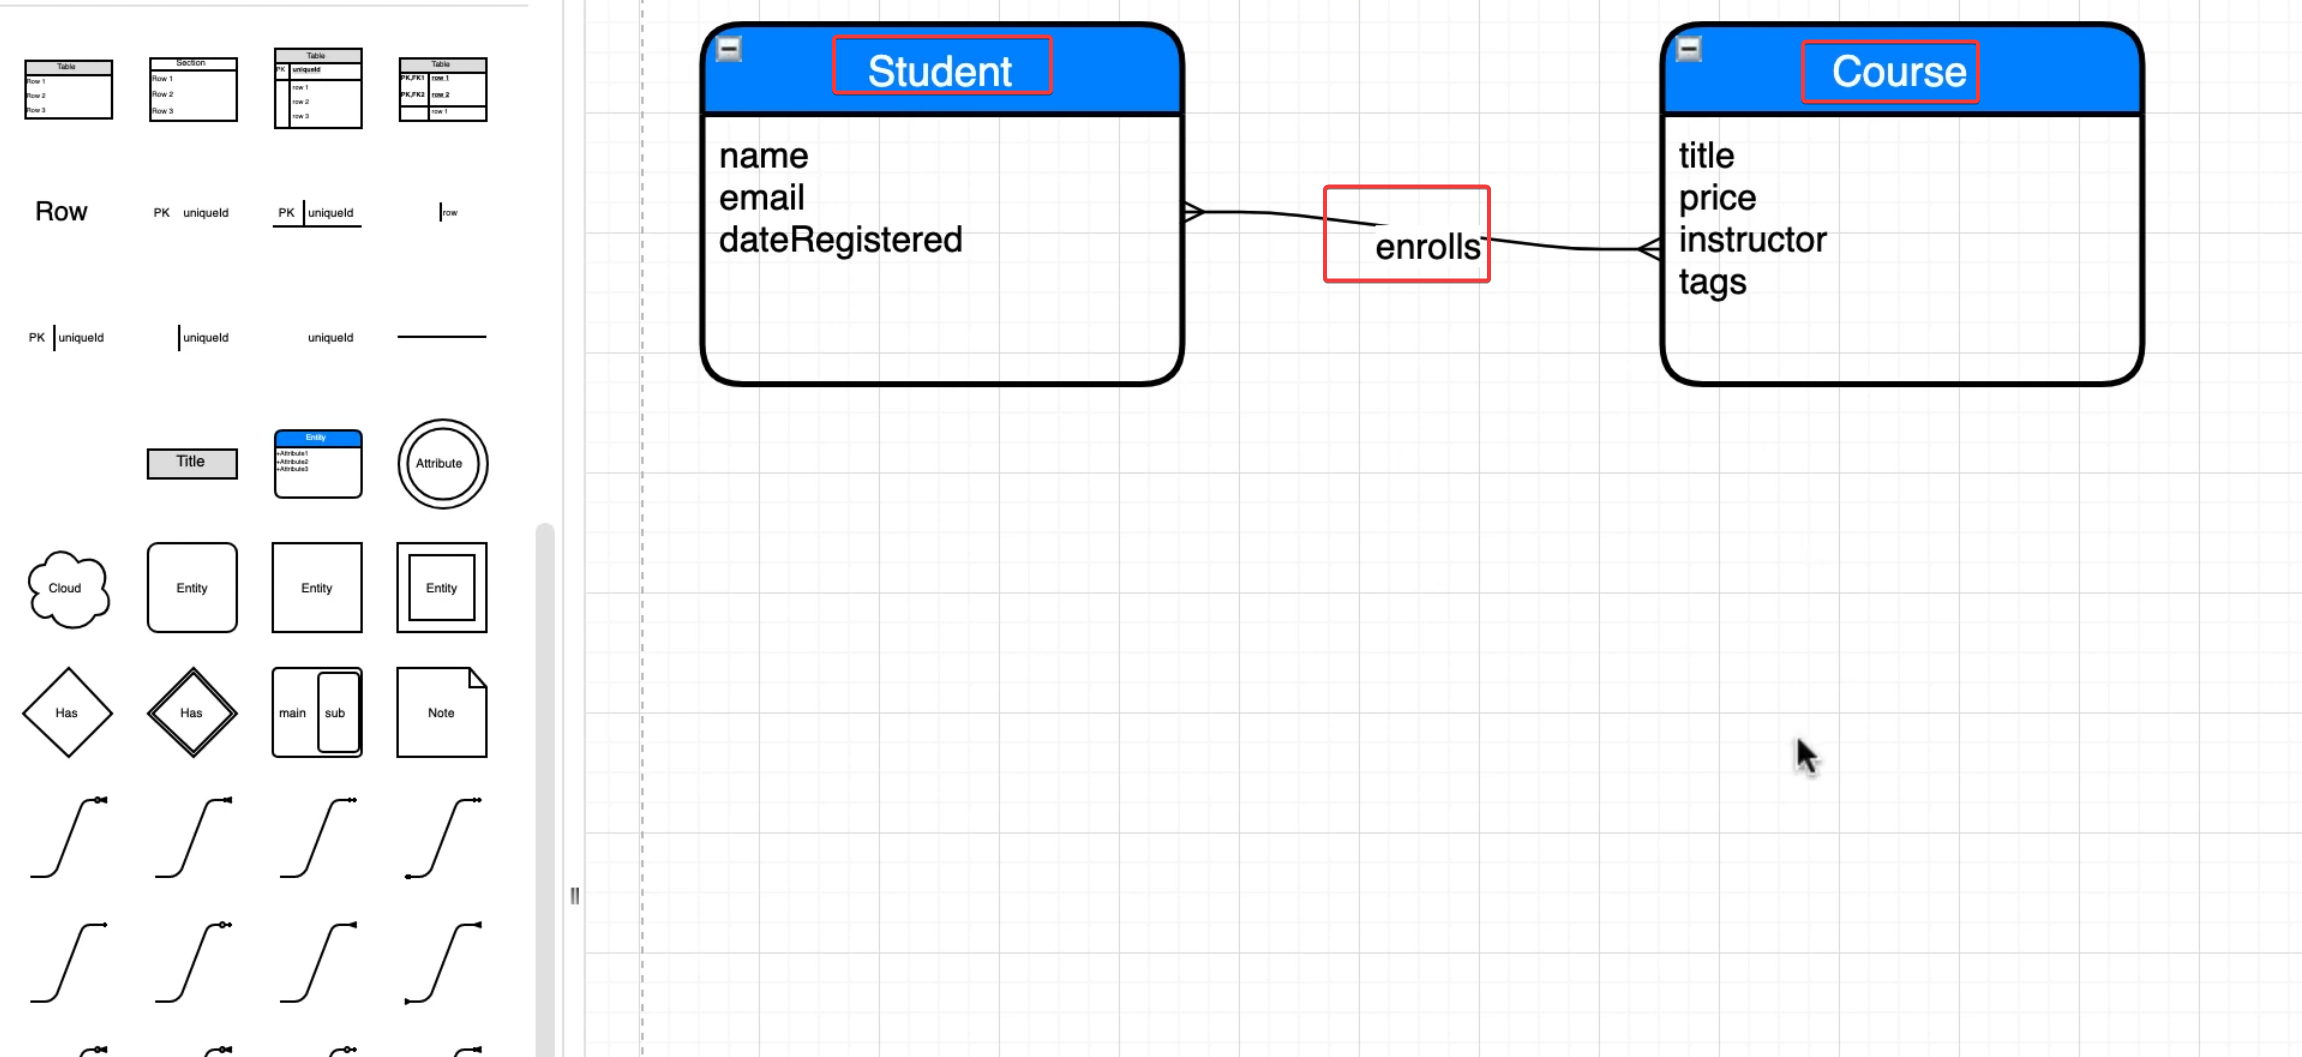 Table
Row 1
Row 2
Row 3
Section
Row 1
Row 2
Row 3
Table
PK uniqueId
row 1
row 2
row 3
Table
PK,FK1 row 1
PK,FK2 row 2
row 1
Row
PK uniqueId
PK uniqueId
row
PK uniqueId
uniqueId
uniqueId
Title
Entity
+Attribute1
+Attribute2
+Attribute3
Attribute
Cloud
Entity
Entity
Entity
Has
Has
main sub
Note
Student
name
email
dateRegistered
enrolls
Course
title
price
instructor
tags